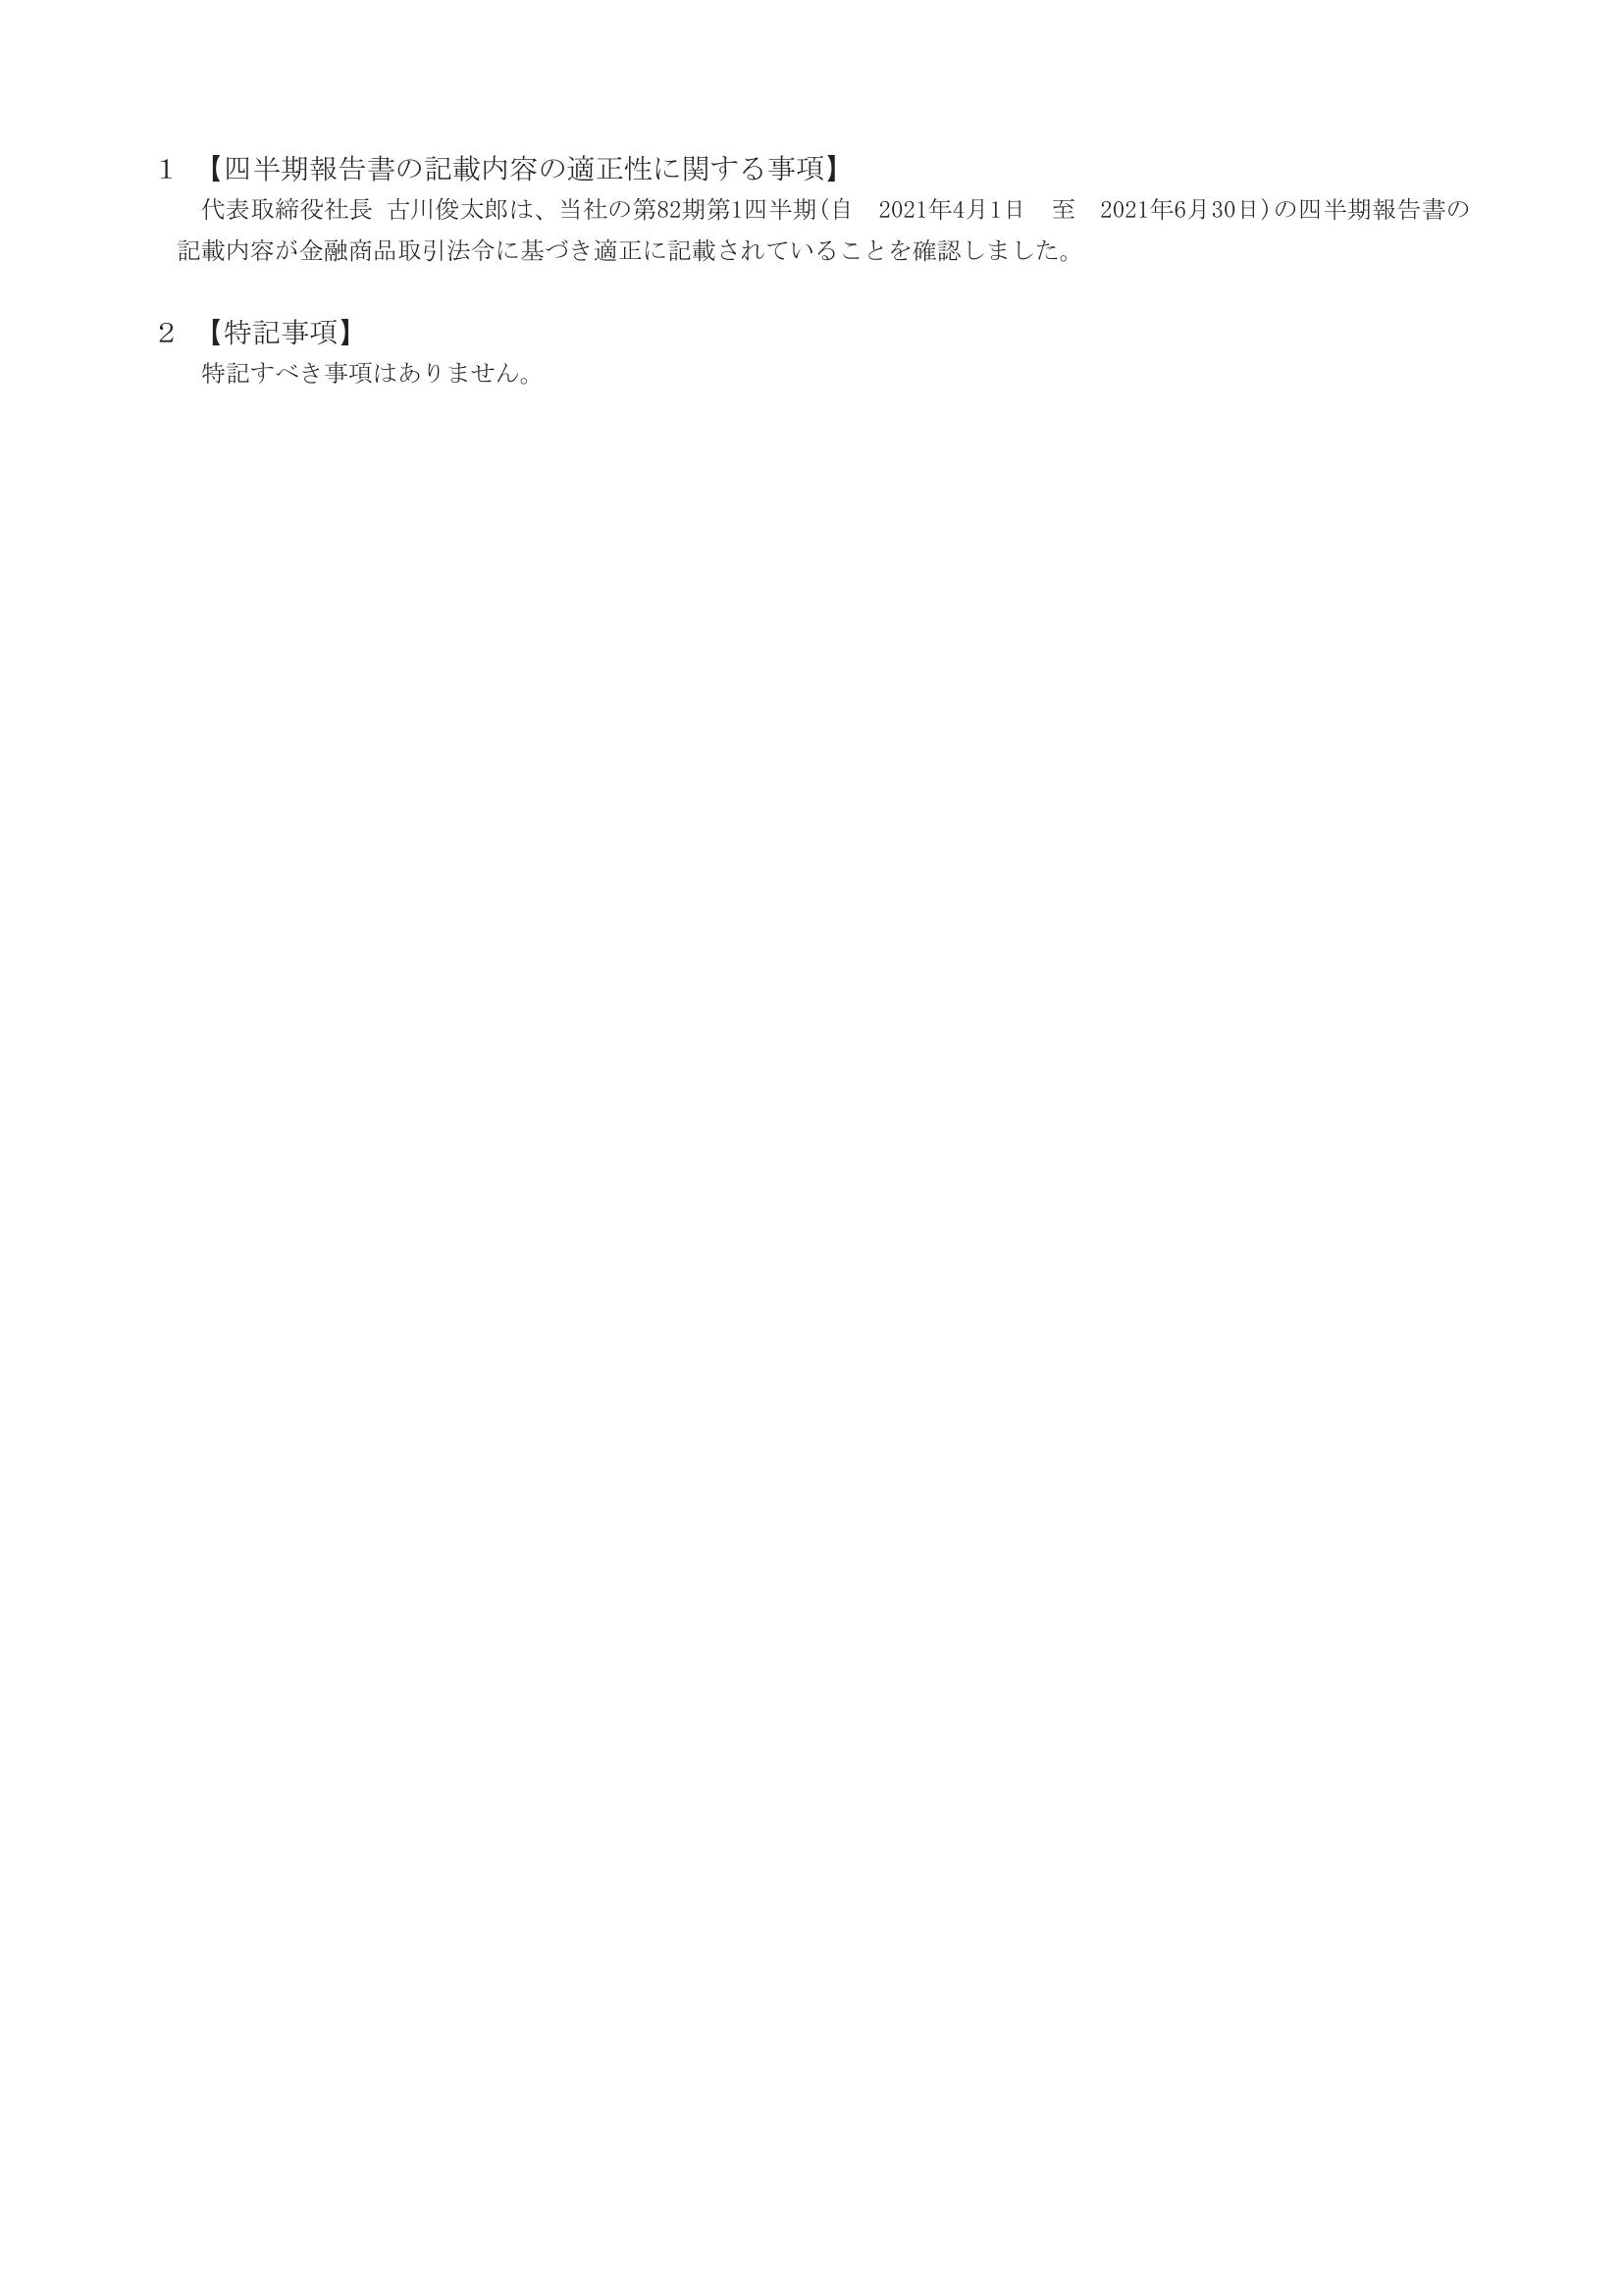 １ 【四半期報告書の記載内容の適正性に関する事項】
代表取締役社長 古川俊太郎は、当社の第82期第1四半期(自　2021年4月1日　至　2021年6月30日)の四半期報告書の
記載内容が金融商品取引法令に基づき適正に記載されていることを確認しました。
２ 【特記事項】
特記すべき事項はありません。